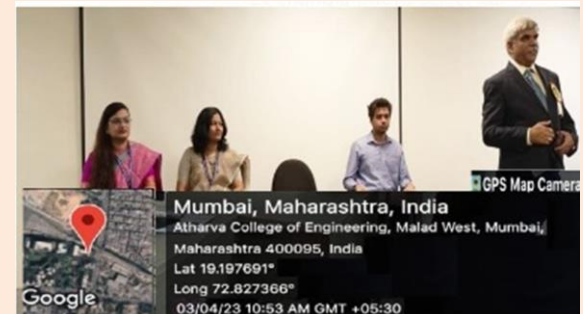 GPS Map Camera
Mumbai, Maharashtra, India
Atharva College of Engineering, Malad West, Mumbai,
Maharashtra 400095, India
Lat 19.197691°
Long 72.827366°
03/04/23 10:53 AM GMT +05:30
Google